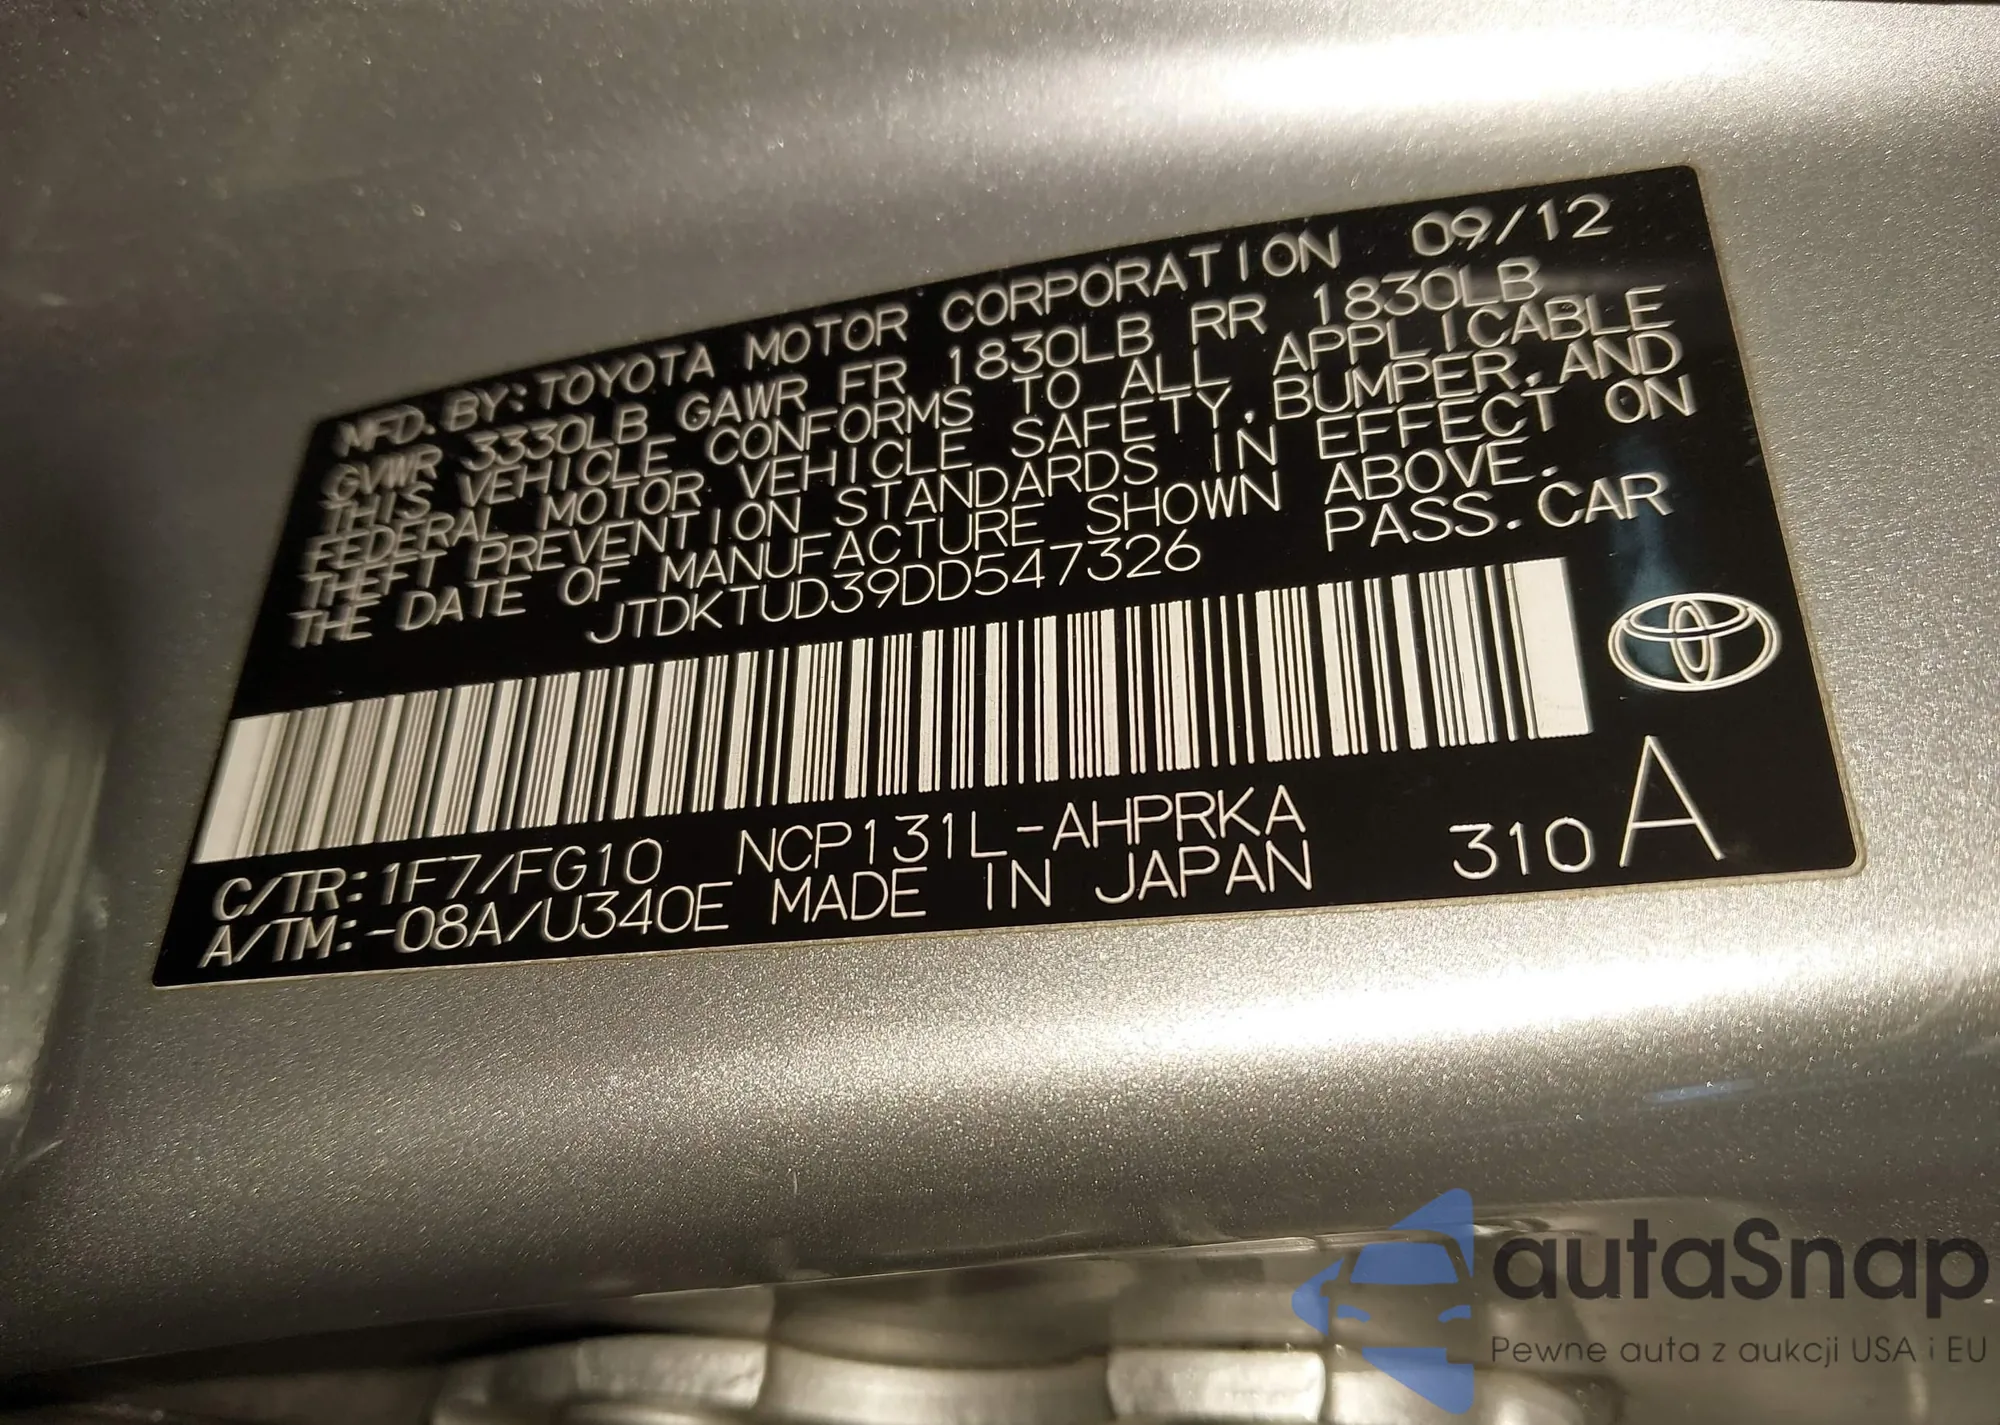 MFD. BY: TOYOTA MOTOR CORPORATION 09/12
GVWR 3330LB GAWR FR 1830LB RR 1830LB
THIS VEHICLE CONFORMS TO ALL APPLICABLE
FEDERAL MOTOR VEHICLE SAFETY, BUMPER, AND
THEFT PREVENTION STANDARDS IN EFFECT ON
THE DATE OF MANUFACTURE SHOWN ABOVE.
JTDKTUD39DD547326 PASS. CAR
C/TR: 1F7/FG10 NCP131L-AHPRKA
A/TM: -08A/U340E MADE IN JAPAN 310 A
autaSnap
Pewne auta z aukcji USA i EU